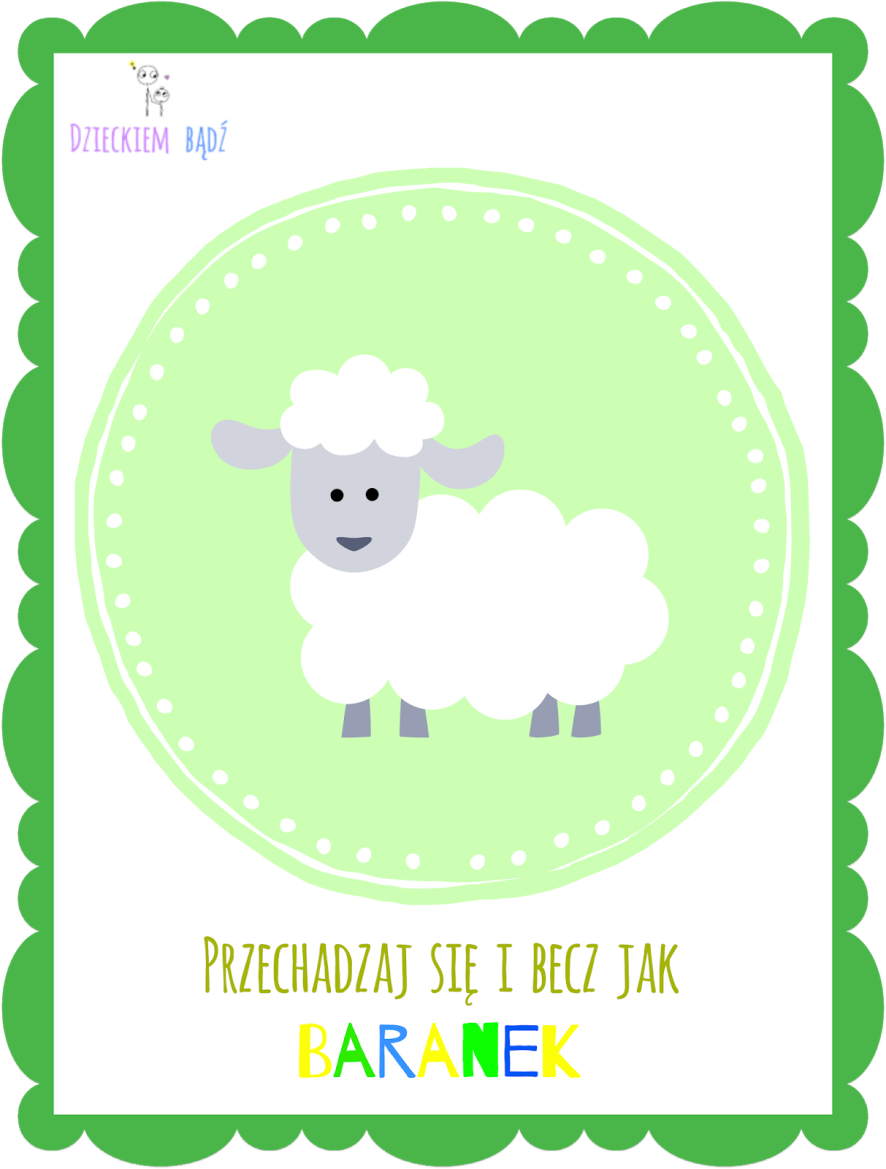 Dzieckiem bądź
Przechadzaj się i becz jak
BARANEK